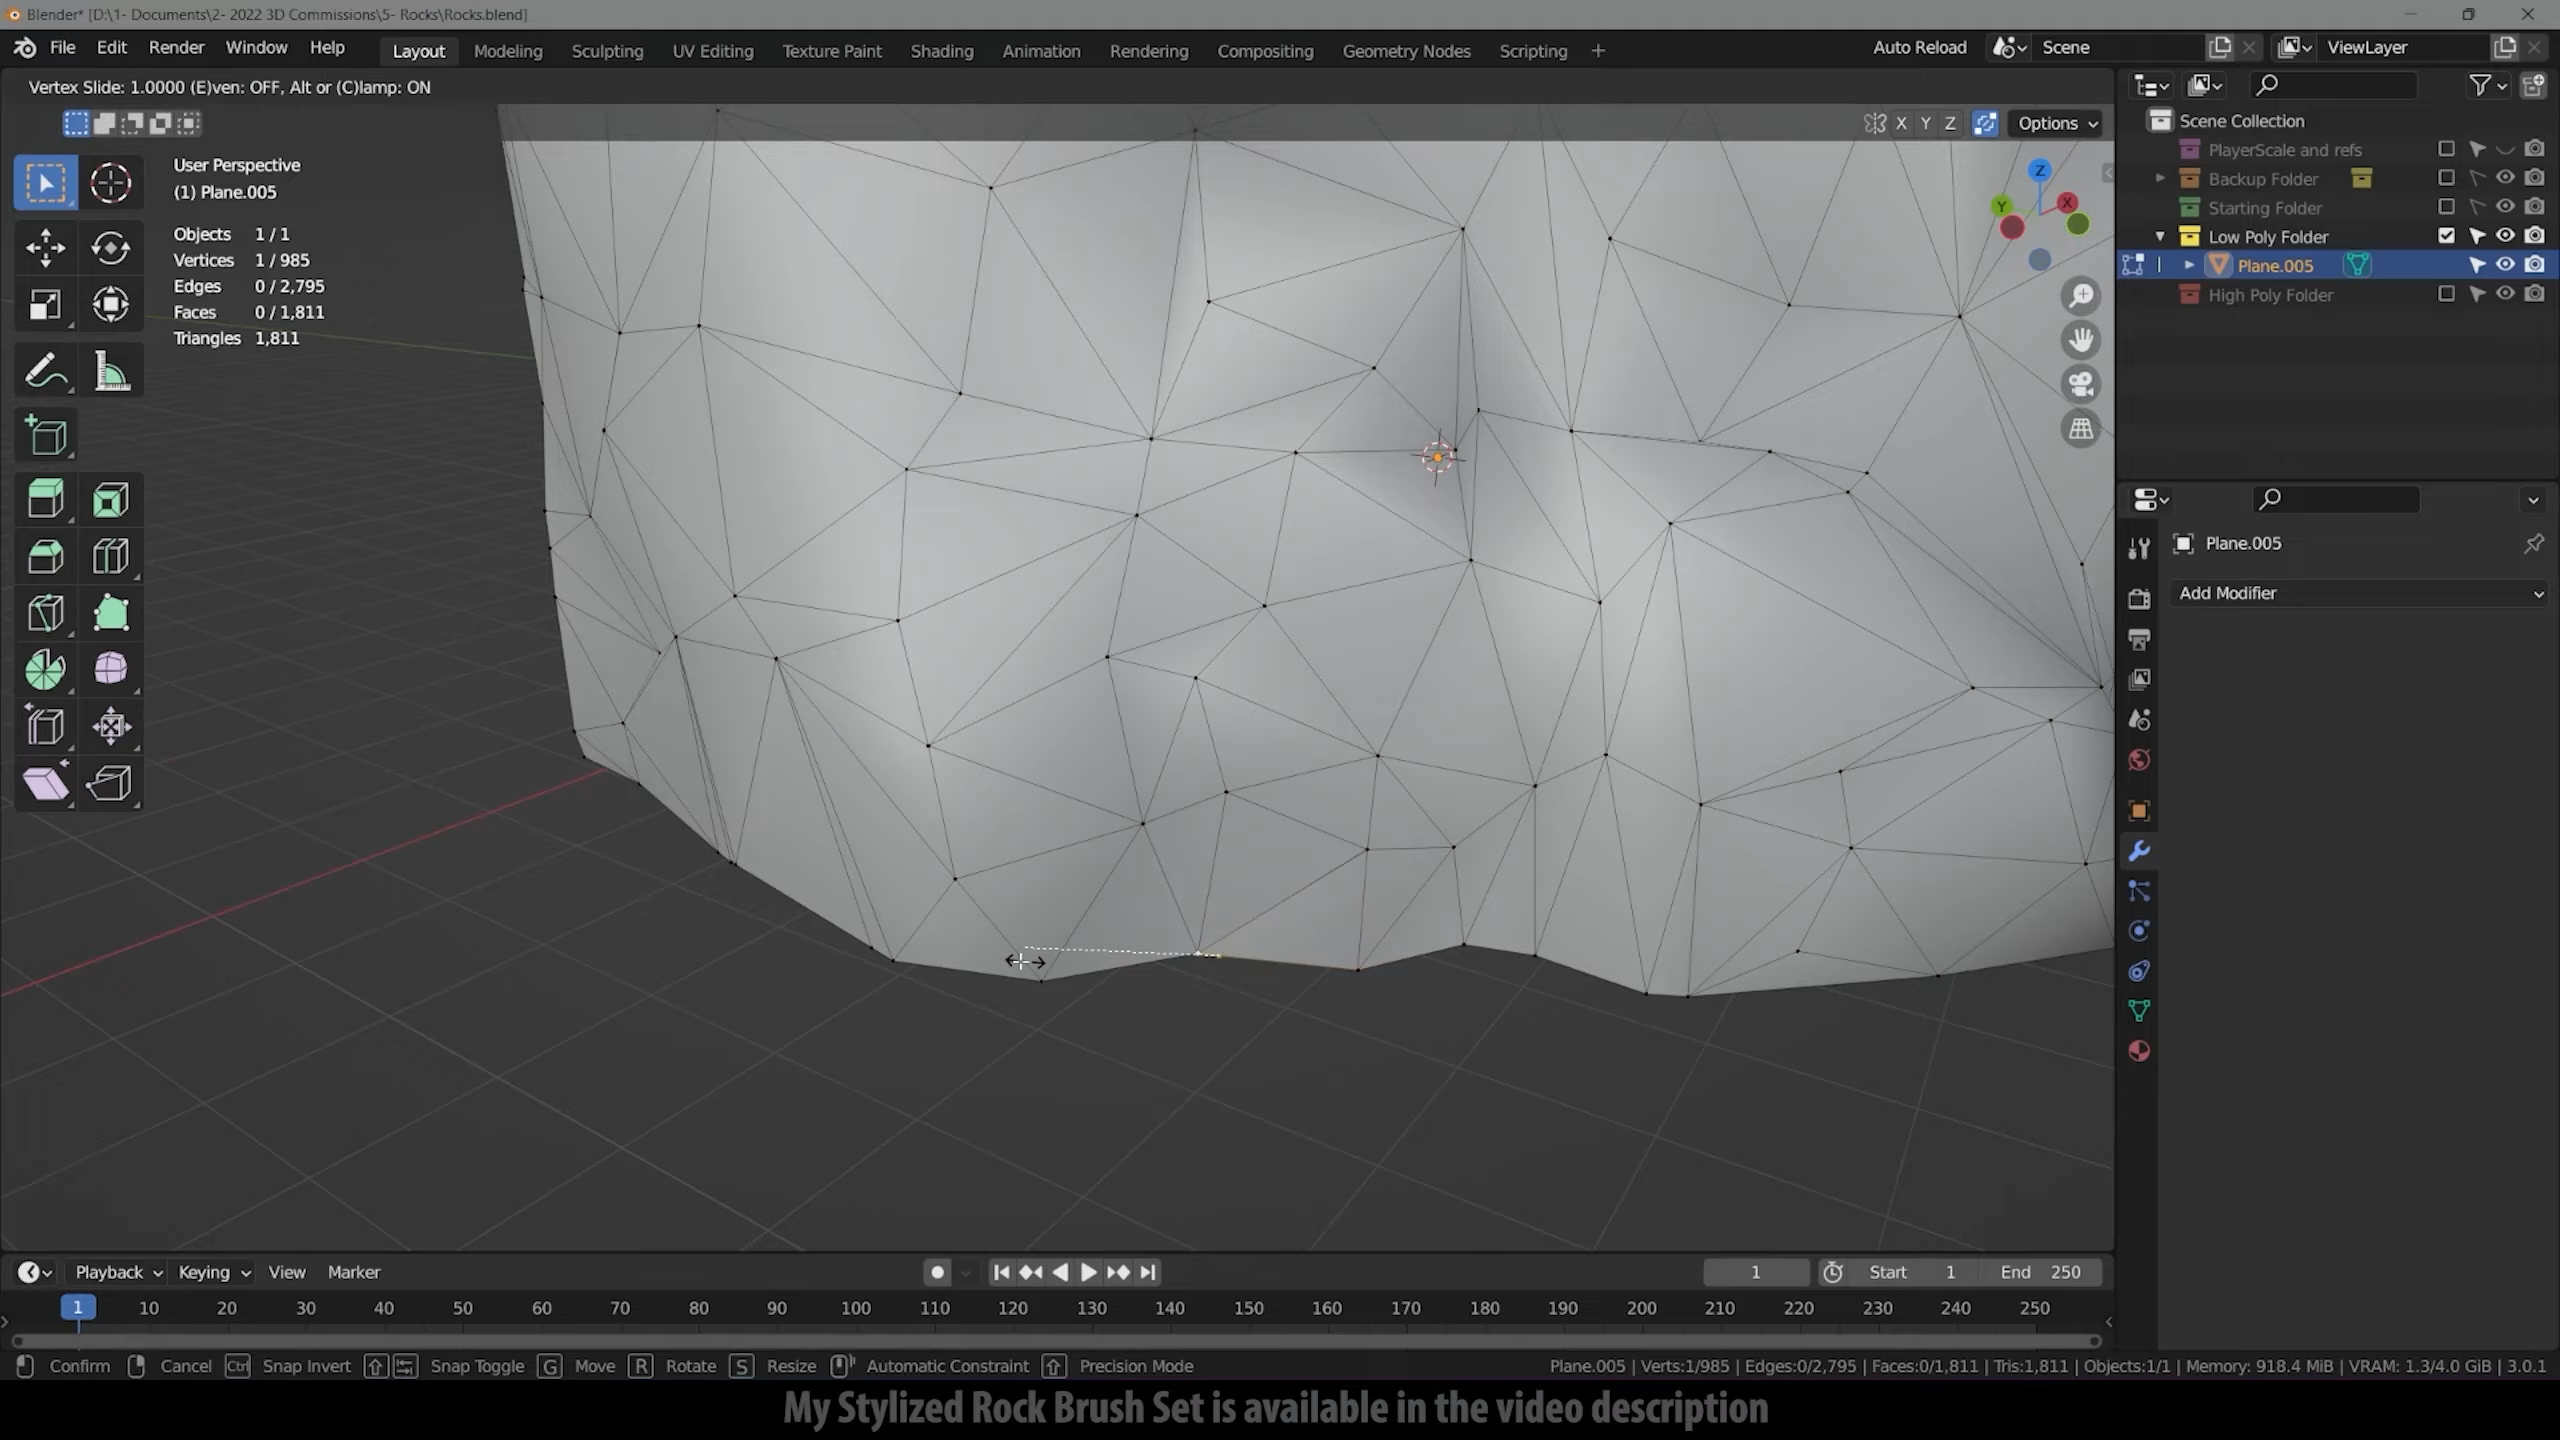 Blender* [D:\1- Documents\2- 2022 3D Commissions\5- Rocks\Rocks.blend]
File Edit Render Window Help Layout Modeling Sculpting UV Editing Texture Paint Shading Animation Rendering Compositing Geometry Nodes Scripting + Auto Reload Scene ViewLayer
Vertex Slide: 1.0000 (E)ven: OFF, Alt or (C)lamp: ON
X Y Z Options
User Perspective
(1) Plane.005
Objects 1 / 1
Vertices 1 / 985
Edges 0 / 2,795
Faces 0 / 1,811
Triangles 1,811
Z
Y
X
Scene Collection
PlayerScale and refs
Backup Folder
Starting Folder
Low Poly Folder
Plane.005
High Poly Folder
Plane.005
Add Modifier
Playback Keying View Marker 1 Start 1 End 250
1 10 20 30 40 50 60 70 80 90 100 110 120 130 140 150 160 170 180 190 200 210 220 230 240 250
Confirm Cancel Ctrl Snap Invert Snap Toggle G Move R Rotate S Resize Automatic Constraint Precision Mode Plane.005 | Verts:1/985 | Edges:0/2,795 | Faces:0/1,811 | Tris:1,811 | Objects:1/1 | Memory: 918.4 MiB | VRAM: 1.3/4.0 GiB | 3.0.1
My Stylized Rock Brush Set is available in the video description